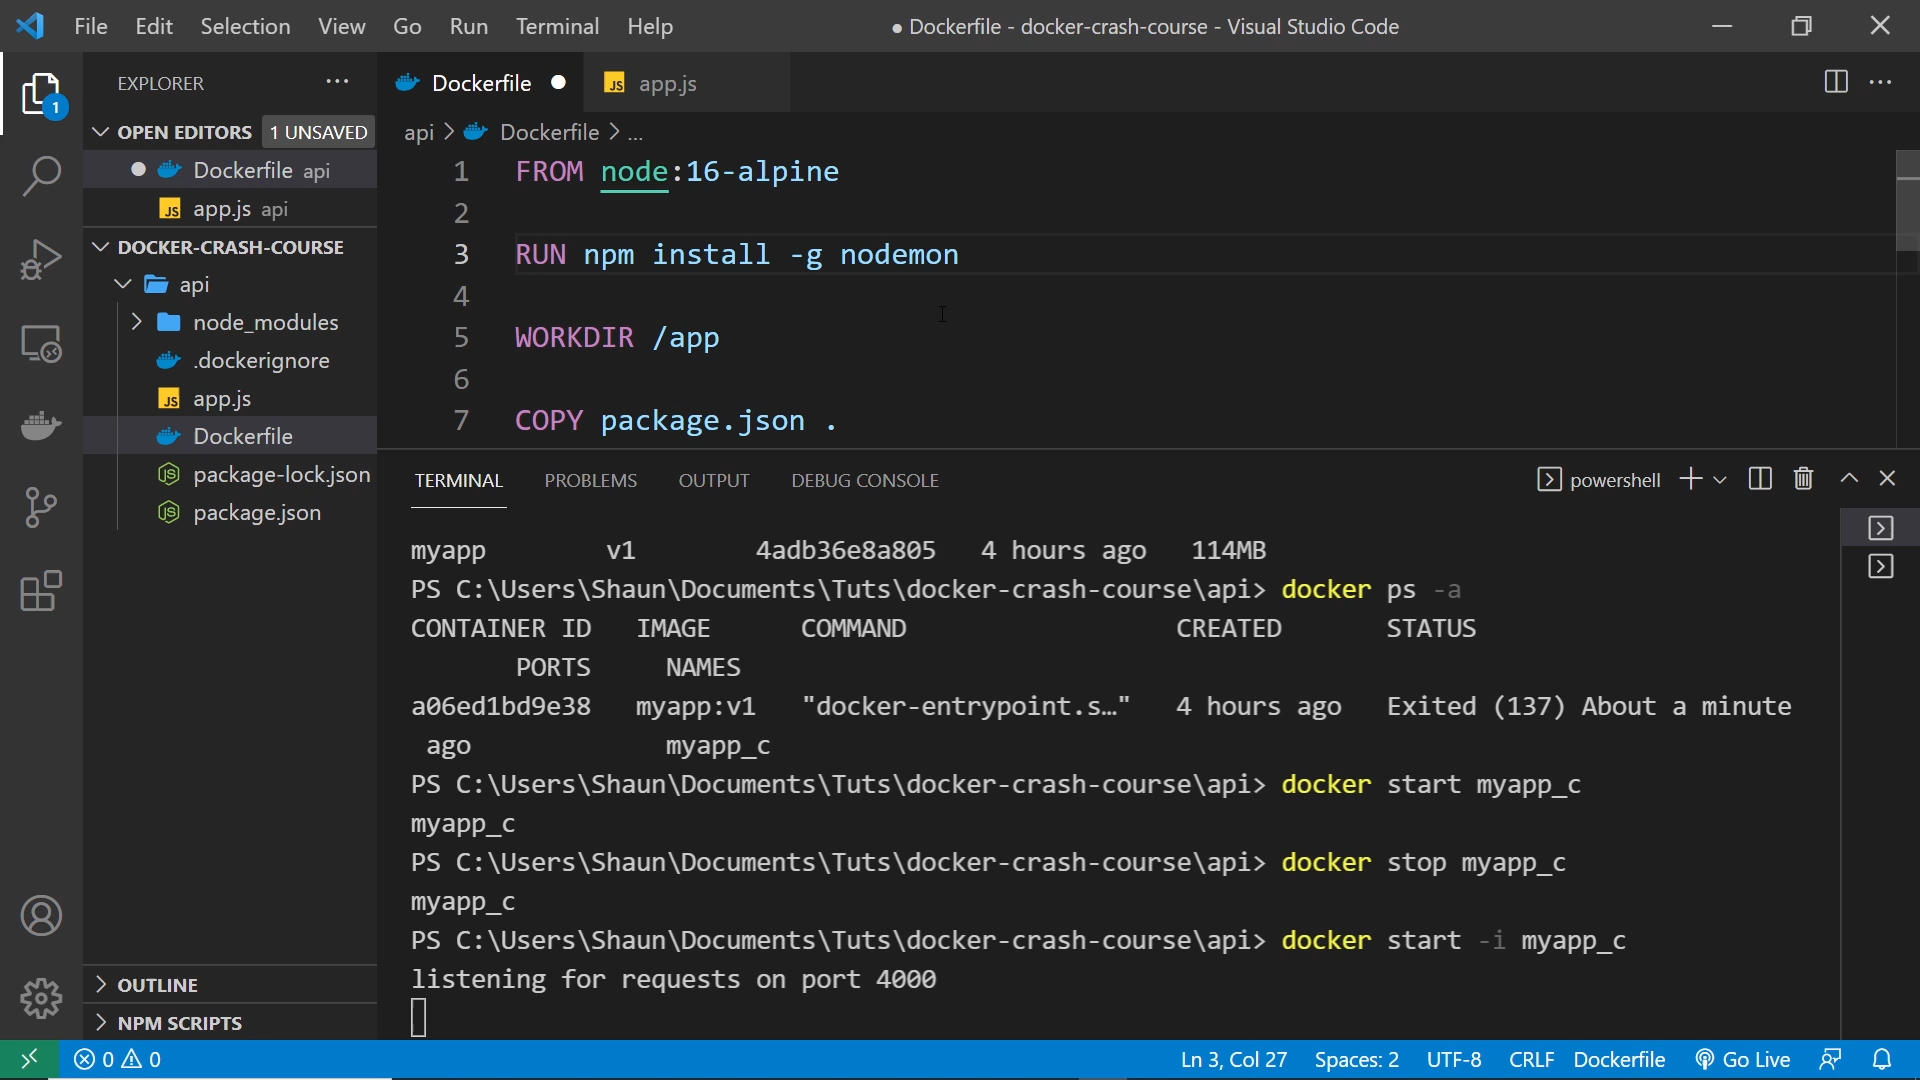 File Edit Selection View Go Run Terminal Help
● Dockerfile - docker-crash-course - Visual Studio Code
EXPLORER
1
OPEN EDITORS 1 UNSAVED
Dockerfile api
JS app.js api
DOCKER-CRASH-COURSE
api
node_modules
.dockerignore
JS app.js
Dockerfile
package-lock.json
package.json
OUTLINE
NPM SCRIPTS
Dockerfile
JS app.js
api > Dockerfile > ...
1 FROM node:16-alpine
2
3 RUN npm install -g nodemon
4
5 WORKDIR /app
6
7 COPY package.json .
TERMINAL PROBLEMS OUTPUT DEBUG CONSOLE
powershell
myapp v1 4adb36e8a805 4 hours ago 114MB
PS C:\Users\Shaun\Documents\Tuts\docker-crash-course\api> docker ps -a
CONTAINER ID IMAGE COMMAND CREATED STATUS
PORTS NAMES
a06ed1bd9e38 myapp:v1 "docker-entrypoint.s…" 4 hours ago Exited (137) About a minute
ago myapp_c
PS C:\Users\Shaun\Documents\Tuts\docker-crash-course\api> docker start myapp_c
myapp_c
PS C:\Users\Shaun\Documents\Tuts\docker-crash-course\api> docker stop myapp_c
myapp_c
PS C:\Users\Shaun\Documents\Tuts\docker-crash-course\api> docker start -i myapp_c
listening for requests on port 4000
0 0
Ln 3, Col 27 Spaces: 2 UTF-8 CRLF Dockerfile Go Live